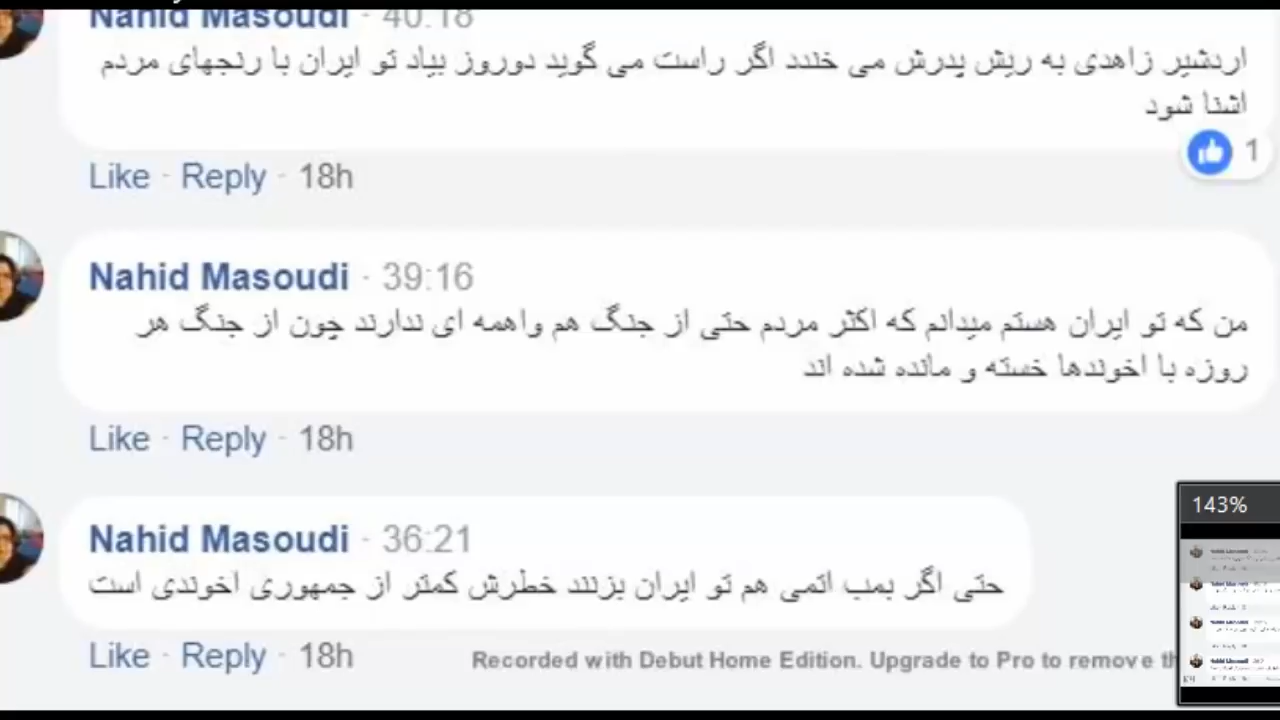 Nahid Masoudi · 40:18
اردشیر زاهدی به ریش پدرش می خندد اگر راست می گوید دوروز بیاد تو ایران با رنجهای مردم
اشنا شود
1
Like · Reply · 18h
Nahid Masoudi · 39:16
من که تو ایران هستم میدانم که اکثر مردم حتی از جنگ هم واهمه ای ندارند چون از جنگ هر
روزه با اخوندها خسته و مانده شده اند
Like · Reply · 18h
Nahid Masoudi · 36:21
حتی اگر بمب اتمی هم تو ایران بزنند خطرش کمتر از جمهوری اخوندی است
Like · Reply · 18h
Recorded with Debut Home Edition. Upgrade to Pro to remove th
143%